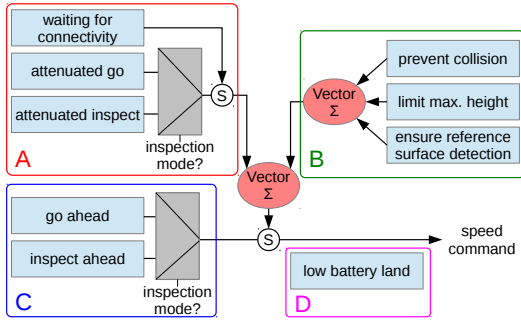 waiting for
connectivity
attenuated go
attenuated inspect
S
inspection
mode?
A
prevent collision
limit max. height
ensure reference
surface detection
Vector
Σ
B
Vector
Σ
go ahead
inspect ahead
inspection
mode?
C
S
speed
command
low battery land
D